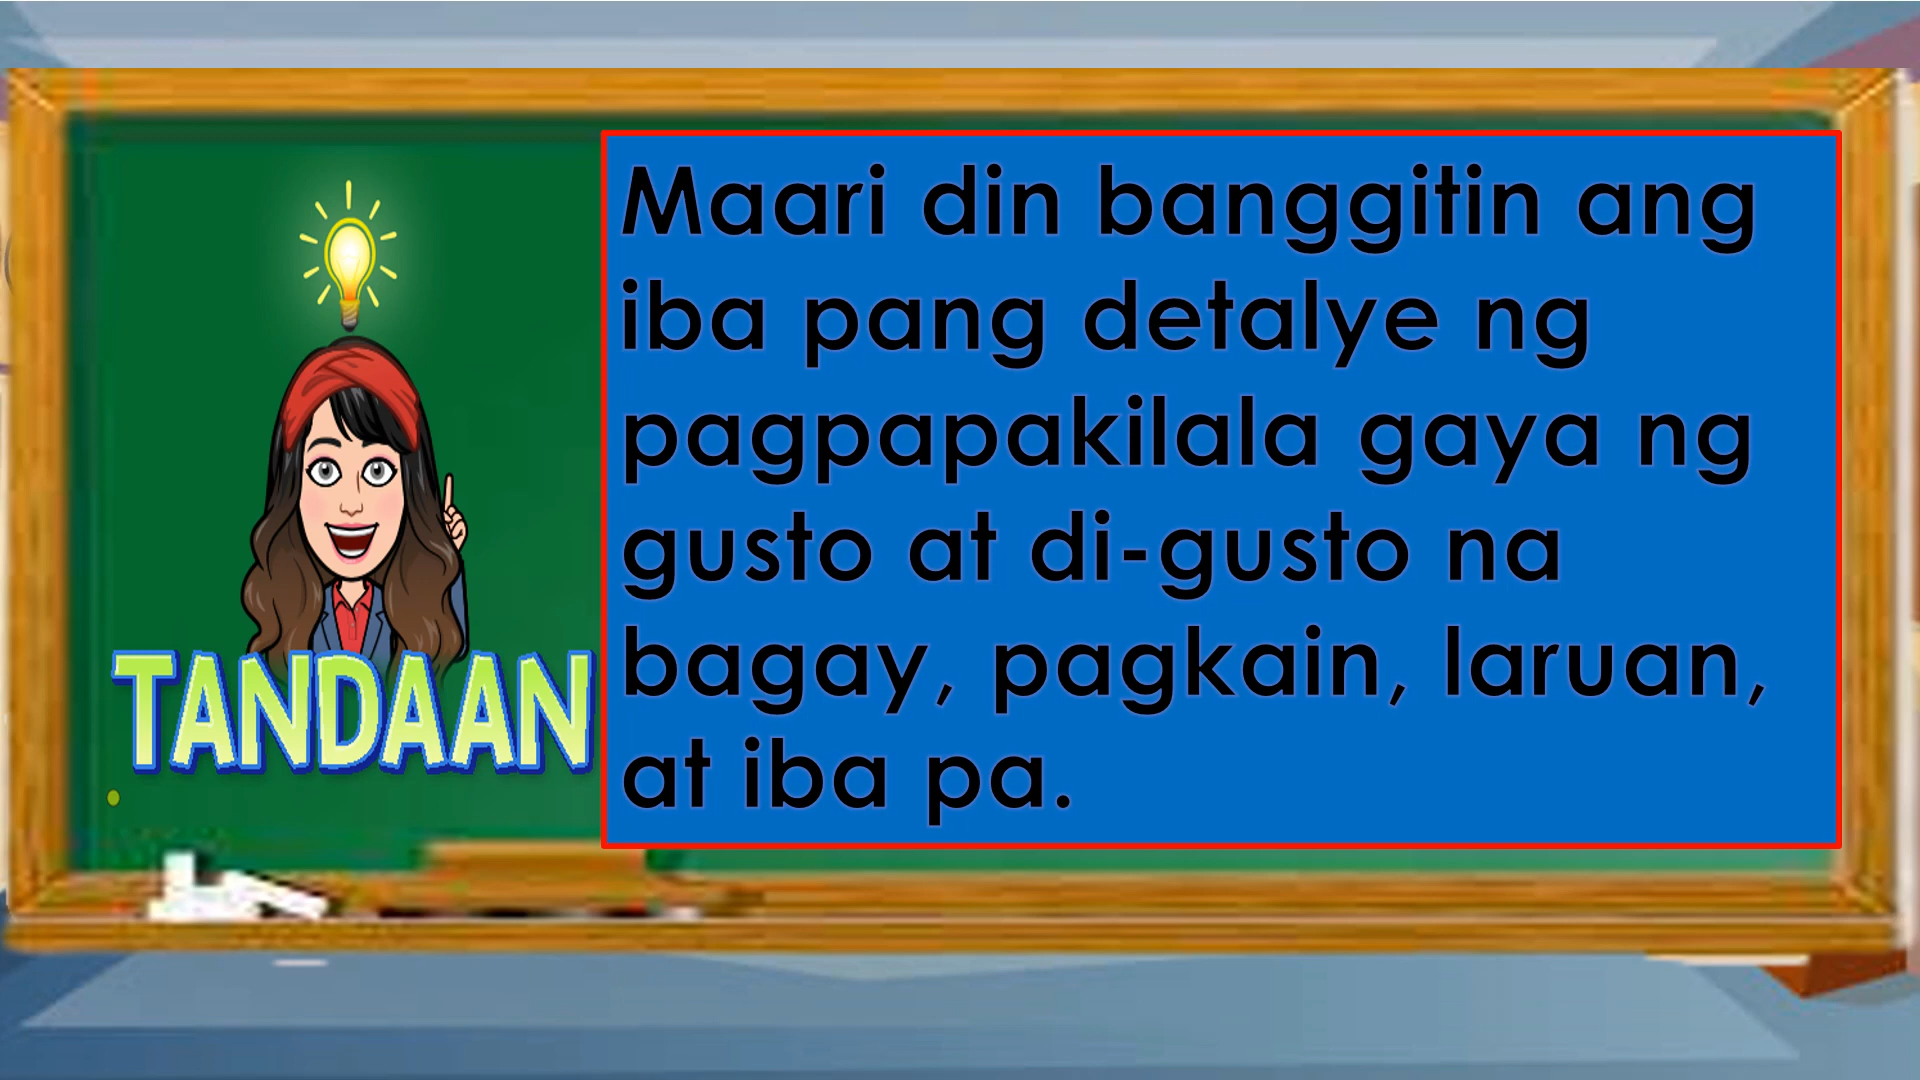 TANDAAN
Maari din banggitin ang
iba pang detalye ng
pagpapakilala gaya ng
gusto at di-gusto na
bagay, pagkain, laruan,
at iba pa.